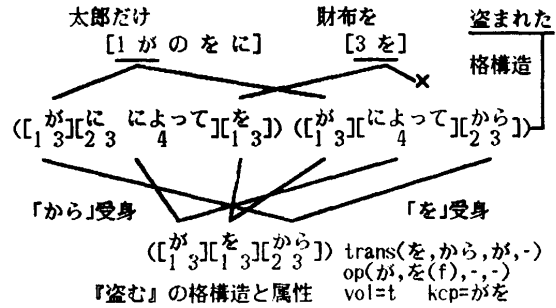 太郎だけ 財布を 盗まれた
[1 が の を に] [3 を]
格構造
([が][に によって][を]) ([が][によって][から])
1 3 2 3 4 1 3 1 3 4 2 3
「から」受身 「を」受身
([が][を][から]) trans(を,から,が,-)
1 3 1 3 2 3 op(が,を(f),-,-)
『盗む』の格構造と属性 vol=t kcp=がを